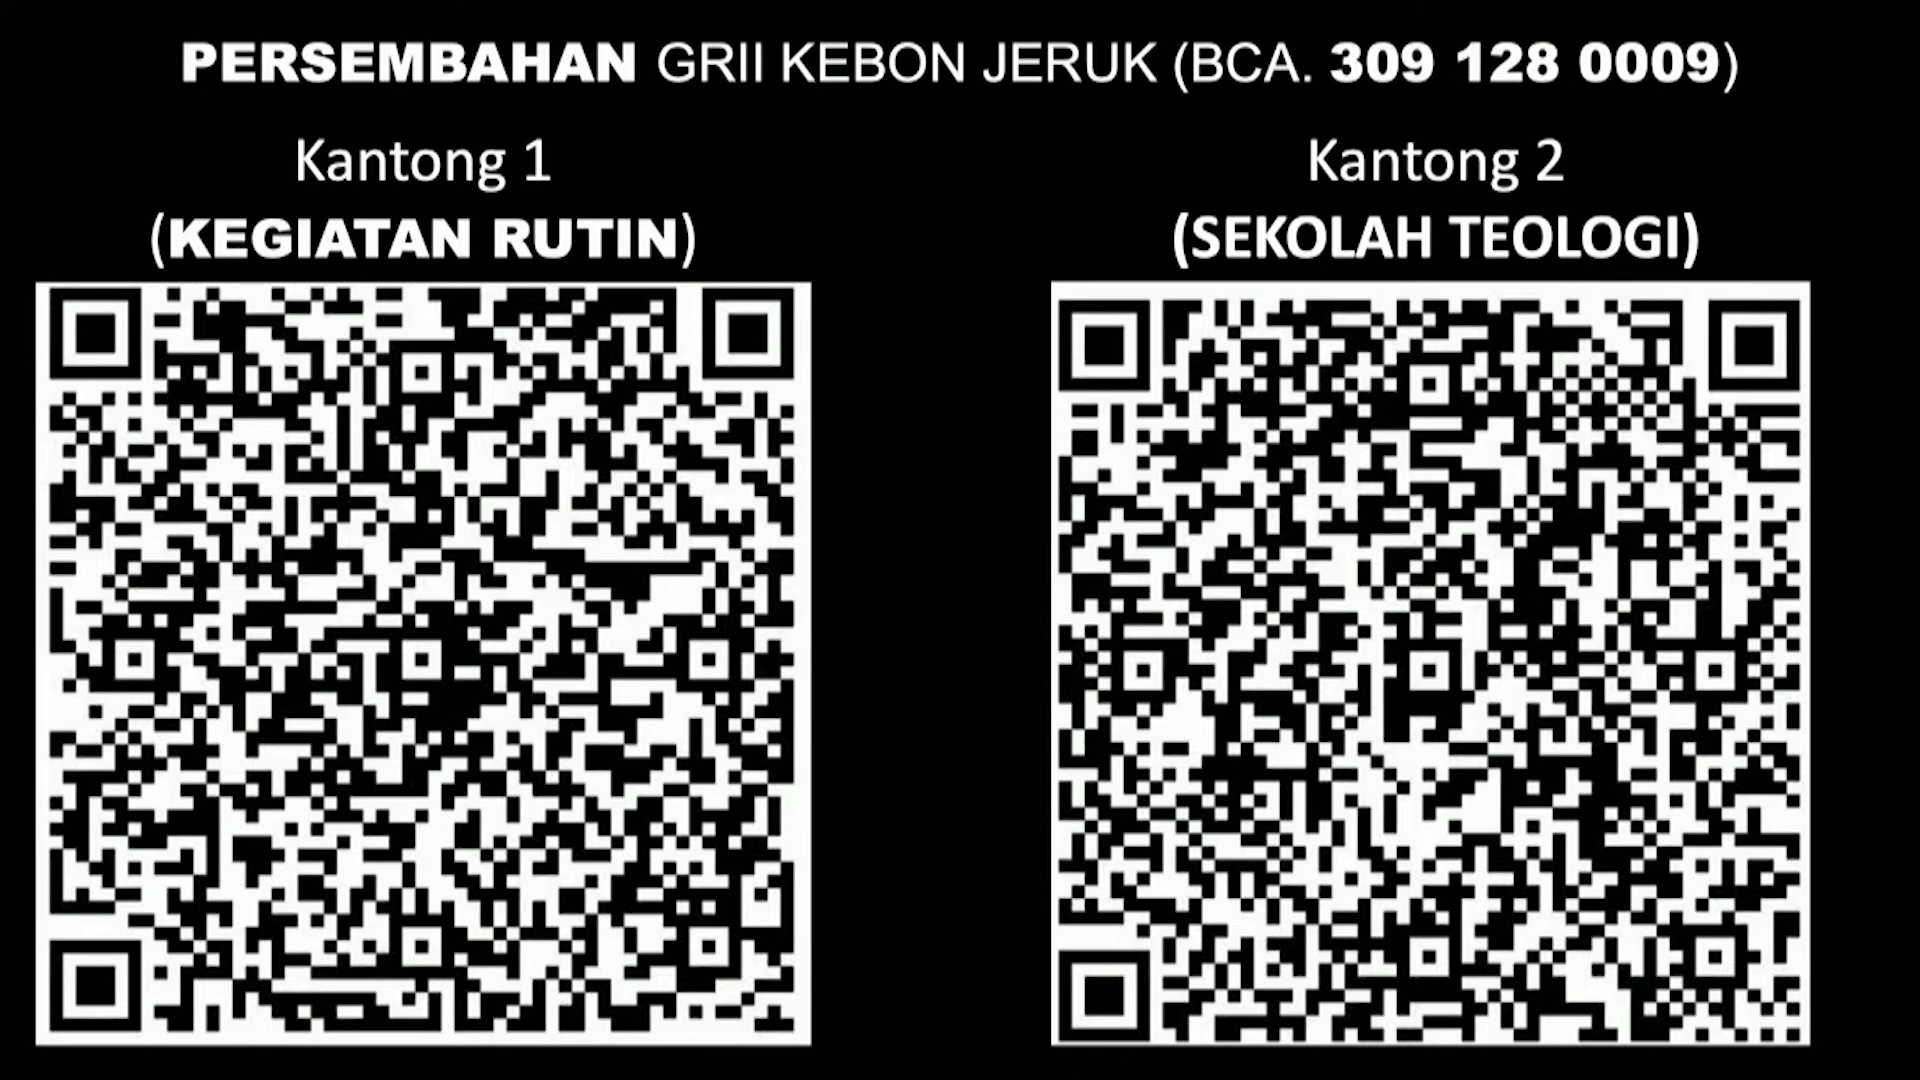 PERSEMBAHAN GRII KEBON JERUK (BCA. 309 128 0009)
Kantong 1
(KEGIATAN RUTIN)
Kantong 2
(SEKOLAH TEOLOGI)